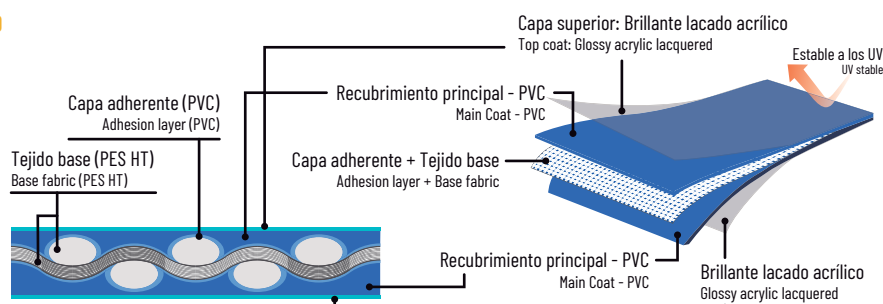 Capa superior: Brillante lacado acrílico
Top coat: Glossy acrylic lacquered
Estable a los UV
UV stable
Recubrimiento principal - PVC
Main Coat - PVC
Capa adherente (PVC)
Adhesion layer (PVC)
Tejido base (PES HT)
Base fabric (PES HT)
Capa adherente + Tejido base
Adhesion layer + Base fabric
Recubrimiento principal - PVC
Main Coat - PVC
Brillante lacado acrílico
Glossy acrylic lacquered